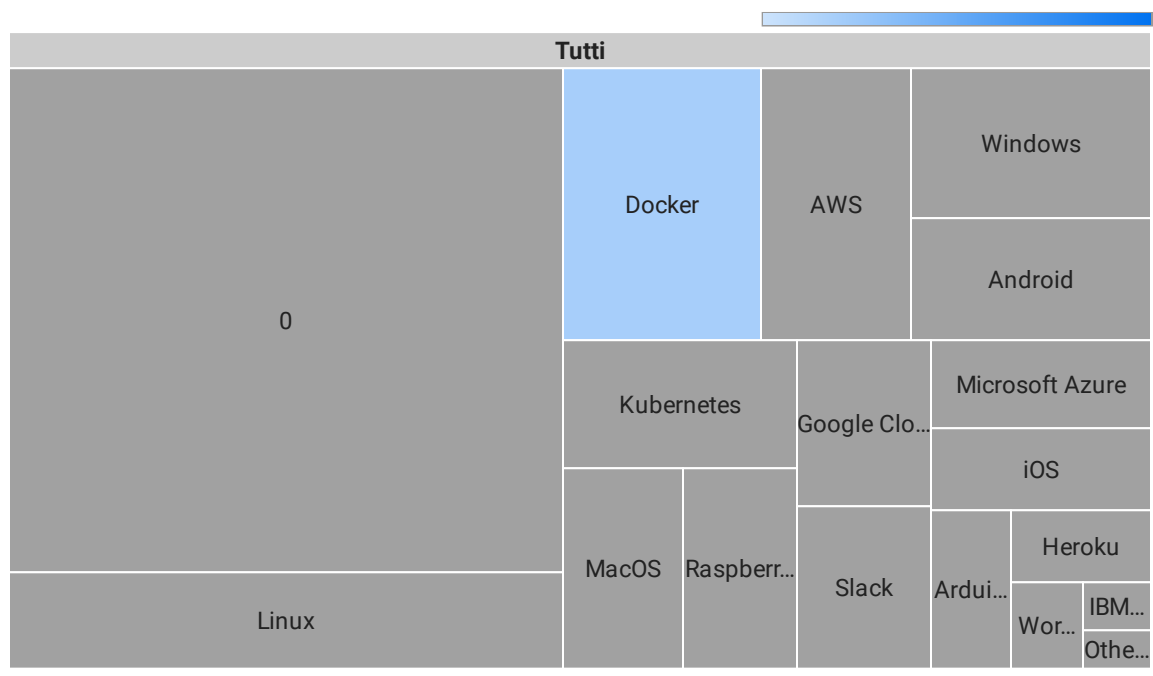 Tutti
0
Linux
Docker
AWS
Windows
Android
Kubernetes
Google Clo...
Microsoft Azure
iOS
MacOS
Raspberr...
Slack
Ardui...
Heroku
Wor...
IBM...
Othe...